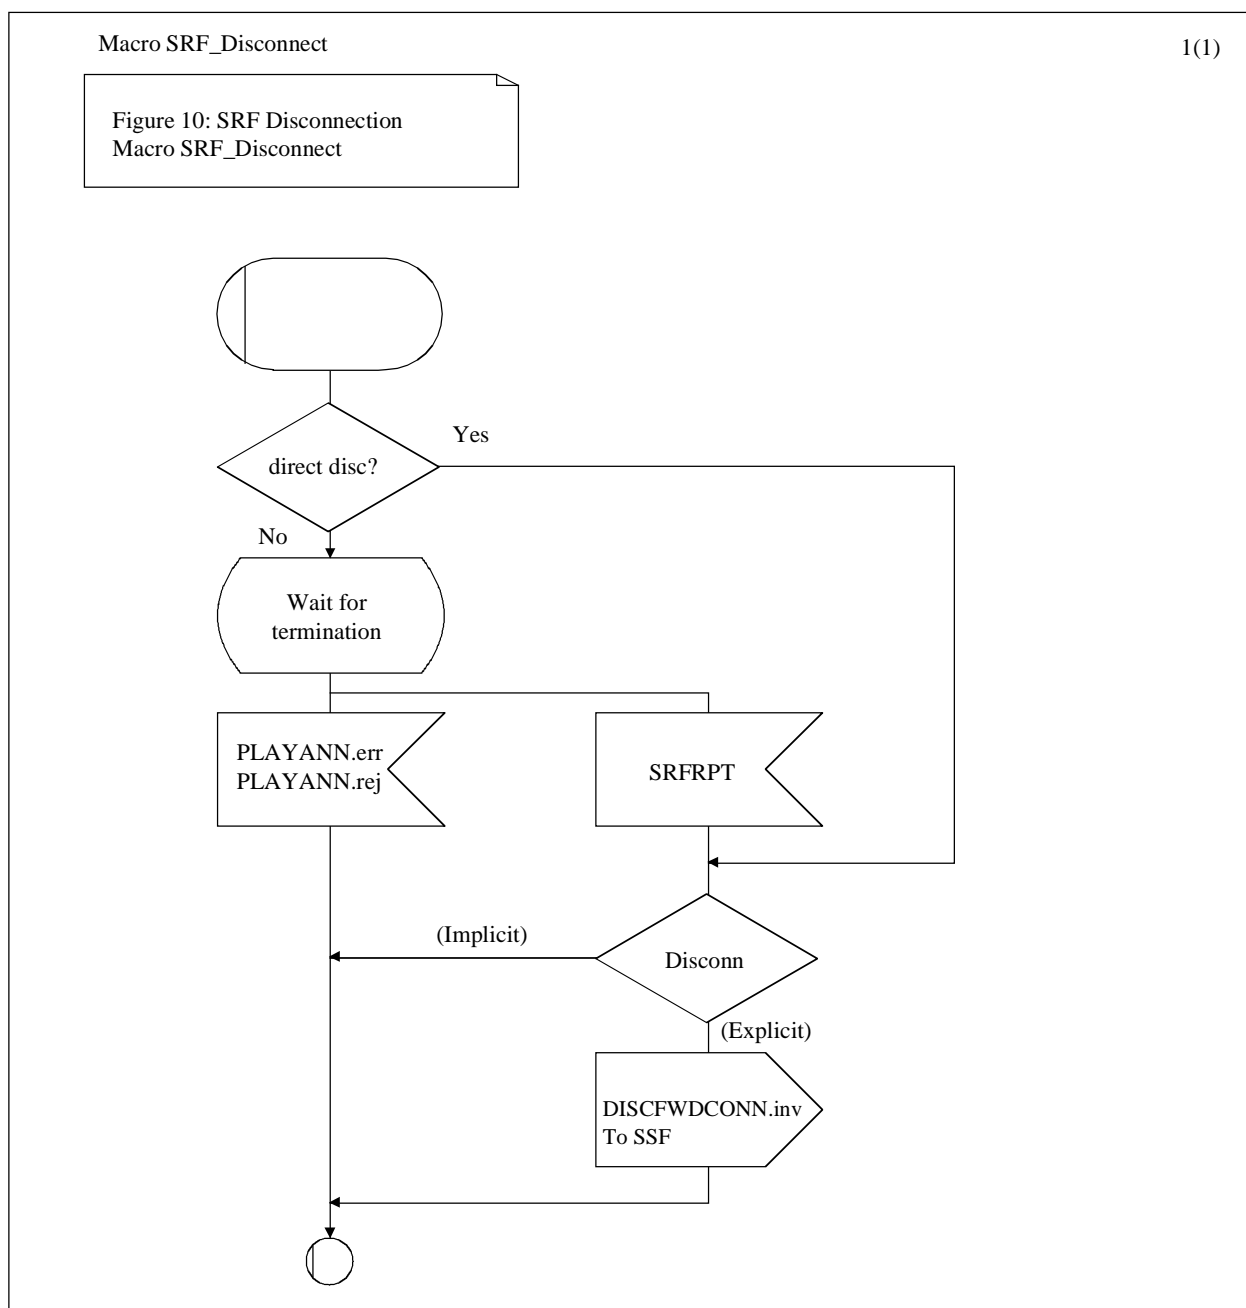 Macro SRF_Disconnect
1(1)
Figure 10: SRF Disconnection
Macro SRF_Disconnect
Yes
direct disc?
No
Wait for
termination
PLAYANN.err
PLAYANN.rej
SRFRPT
(Implicit)
Disconn
(Explicit)
DISCFWDCONN.inv
To SSF